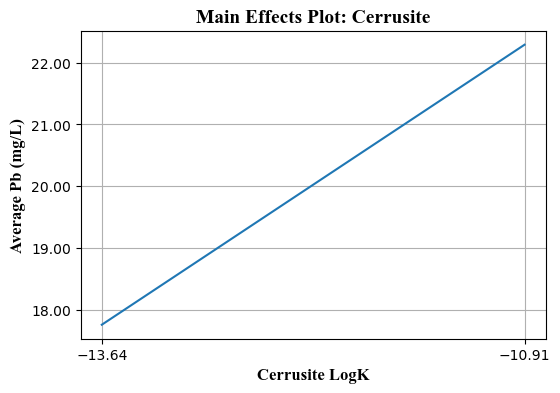 Main Effects Plot: Cerrusite
Average Pb (mg/L)
22.00
21.00
20.00
19.00
18.00
−13.64
−10.91
Cerrusite LogK